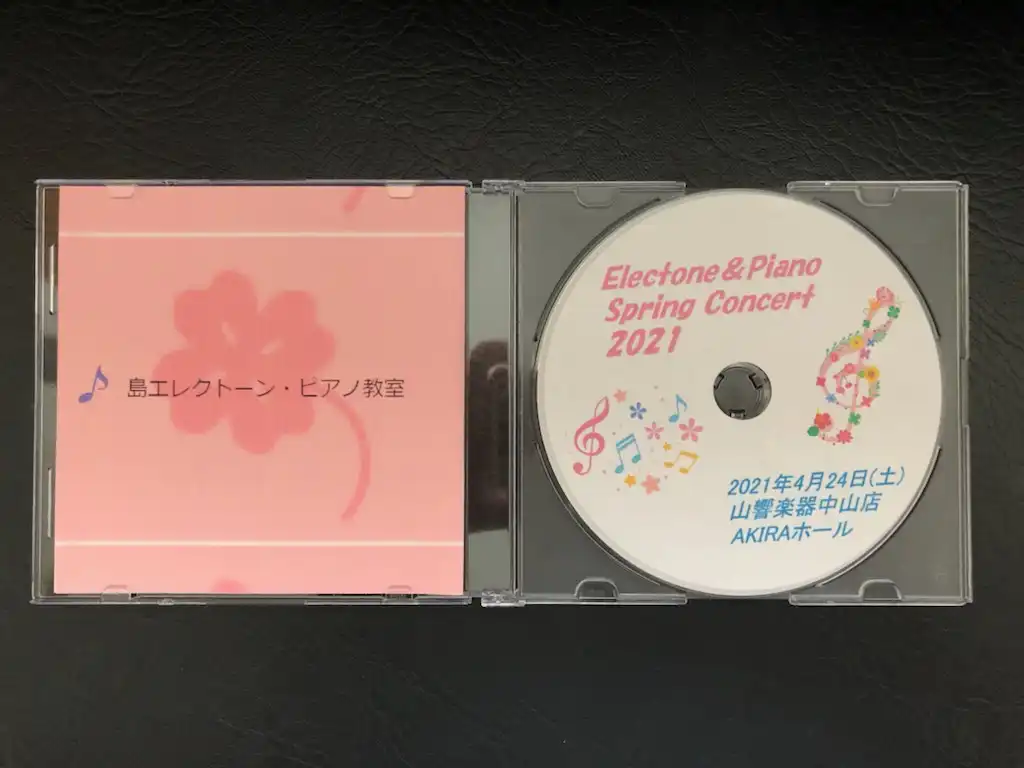 島エレクトーン・ピアノ教室
Electone＆Piano
Spring Concert
2021
2021年4月24日(土)
山響楽器中山店
AKIRAホール